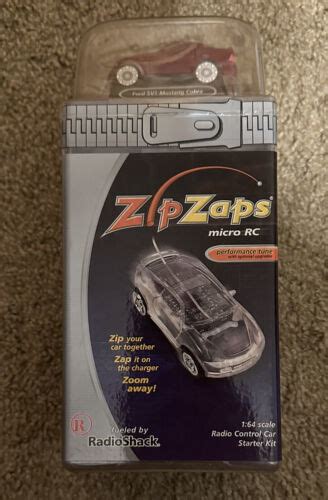 Ford SVT Mustang Cobra
ZipZaps®
micro RC
performance tune
with optional upgrades
Zip your
car together
Zap it on
the charger
Zoom
away!
R
fueled by
RadioShack®
1:64 scale
Radio Control Car
Starter Kit